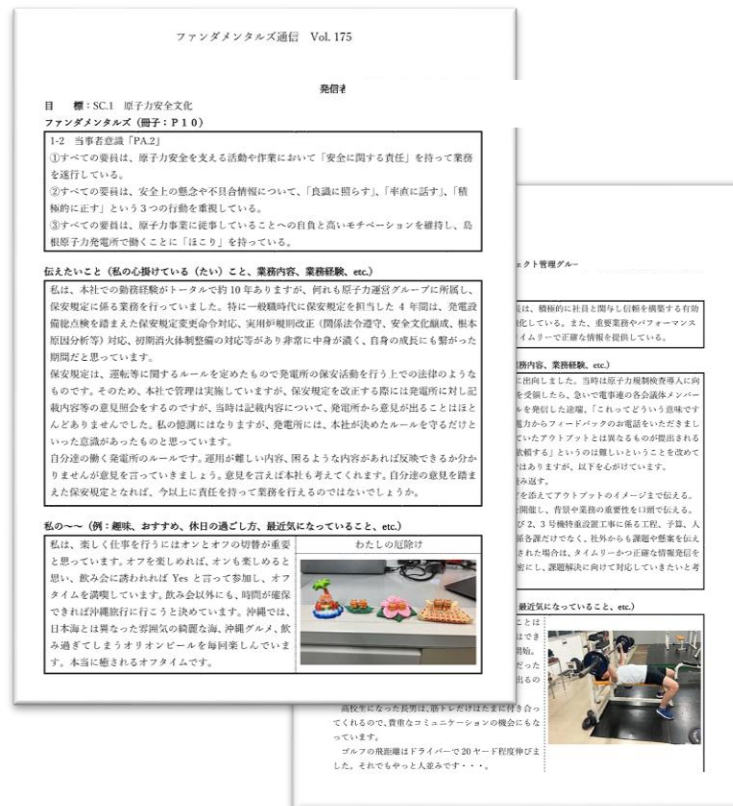 ファンダメンタルズ通信 Vol. 175
発信者
目 標：SC.1 原子力安全文化
ファンダメンタルズ（冊子：P１０）
1-2 当事者意識「PA.2」
①すべての要員は、原子力安全を支える活動や作業において「安全に関する責任」を持って業務
を遂行している。
②すべての要員は、安全上の懸念や不具合情報について、「良識に照らす」、「率直に話す」、「積
極的に正す」という３つの行動を重視している。
③すべての要員は、原子力事業に従事していることへの自負と高いモチベーションを維持し、島
根原子力発電所で働くことに「ほこり」を持っている。
伝えたいこと（私の心掛けている（たい）こと、業務内容、業務経験、etc.）
私は、本社での勤務経験がトータルで約 10 年ありますが、何れも原子力運営グループに所属し、
保安規定に係る業務を行っていました。特に一般職時代に保安規定を担当した 4 年間は、発電設
備総点検を踏まえた保安規定変更命令対応、実用炉規則改正（関係法令遵守、安全文化醸成、根本
原因分析等）対応、初期消火体制整備の対応等があり非常に中身が濃く、自身の成長にも繋がった
期間だと思っています。
保安規定は、運転等に関するルールを定めたもので発電所の保安活動を行う上での法律のような
ものです。そのため、本社で管理は実施していますが、保安規定を改正する際には発電所に対し記
載内容等の意見照会をするのですが、当時は記載内容について、発電所から意見が出ることはほと
んどありませんでした。私の憶測にはなりますが、発電所には、本社が決めたルールを守るだけと
いった意識があったものと思っています。
自分達の働く発電所のルールです。運用が難しい内容、困るような内容があれば反映できるか分か
りませんが意見を言っていきましょう。意見を言えば本社も考えてくれます。自分達の意見を踏ま
えた保安規定となれば、今以上に責任を持って業務を行えるのではないでしょうか。
私の～～（例：趣味、おすすめ、休日の過ごし方、最近気になっていること、etc.）
私は、楽しく仕事を行うにはオンとオフの切替が重要
と思っています。オフを楽しめれば、オンも楽しめると
思い、飲み会に誘われれば Yes と言って参加し、オフ
タイムを満喫しています。飲み会以外にも、時間が確保
できれば沖縄旅行に行こうと決めています。沖縄では、
日本海とは異なった雰囲気の綺麗な海、沖縄グルメ、飲
み過ぎてしまうオリオンビールを毎回楽しんでいま
す。本当に癒されるオフタイムです。
わたしの厄除け
ェクト管理グルー
は、積極的に社員と関与し信頼を構築する有効
化している。また、重要業務やパフォーマンス
イムリーで正確な情報を提供している。
務内容、業務経験、etc.）
に出向しました。当時は原子力規制検査導入に向
を受領したら、急いで電事連の各会議体メンバー
ルを発信した途端、「これってどういう意味です
電力からフィードバックのお電話をいただきまし
ていたアウトプットとは異なるものが提出される
依頼する」というのは難しいということを改めて
ではありますが、以下を心がけています。
み返す。
を添えてアウトプットのイメージまで伝える。
開催し、背景や業務の重要性を口頭で伝える。
び 2、3 号機特重設置工事に係る工程、予算、人
係各課だけでなく、社外からも課題や懸案を伝え
された場合は、タイムリーかつ正確な情報発信を
密にし、課題解決に向けて対応していきたいと考
最近気になっていること、etc.）
ことは
はでき
開始。
だった
出るの
高校生になった長男は、筋トレだけはたまに付き合っ
てくれるので、貴重なコミュニケーションの機会にもな
っています。
ゴルフの飛距離はドライバーで 20 ヤード程度伸びま
した。それでもやっと人並みです・・・。